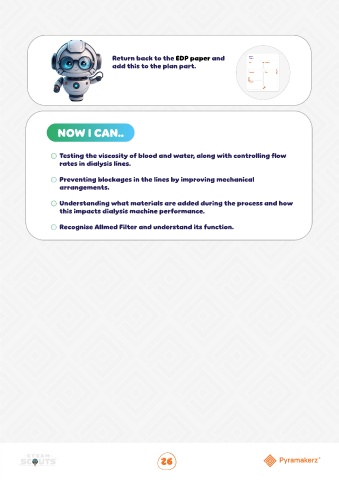 Return back to the EDP paper and
add this to the plan part.
NOW I CAN..
Testing the viscosity of blood and water, along with controlling flow
rates in dialysis lines.
Preventing blockages in the lines by improving mechanical
arrangements.
Understanding what materials are added during the process and how
this impacts dialysis machine performance.
Recognize Allmed Filter and understand its function.
STEAM
SCOUTS
26
Pyramakerz